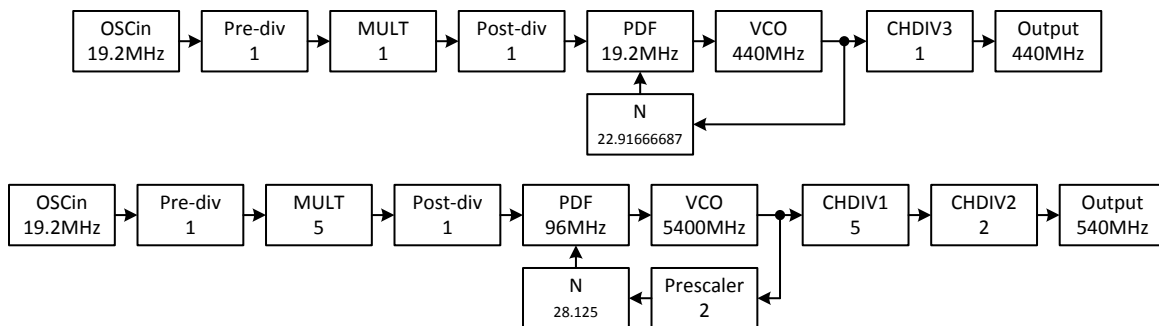 OSCin
19.2MHz
Pre-div
1
MULT
1
Post-div
1
PDF
19.2MHz
VCO
440MHz
CHDIV3
1
Output
440MHz
N
22.91666687
OSCin
19.2MHz
Pre-div
1
MULT
5
Post-div
1
PDF
96MHz
VCO
5400MHz
CHDIV1
5
CHDIV2
2
Output
540MHz
N
28.125
Prescaler
2